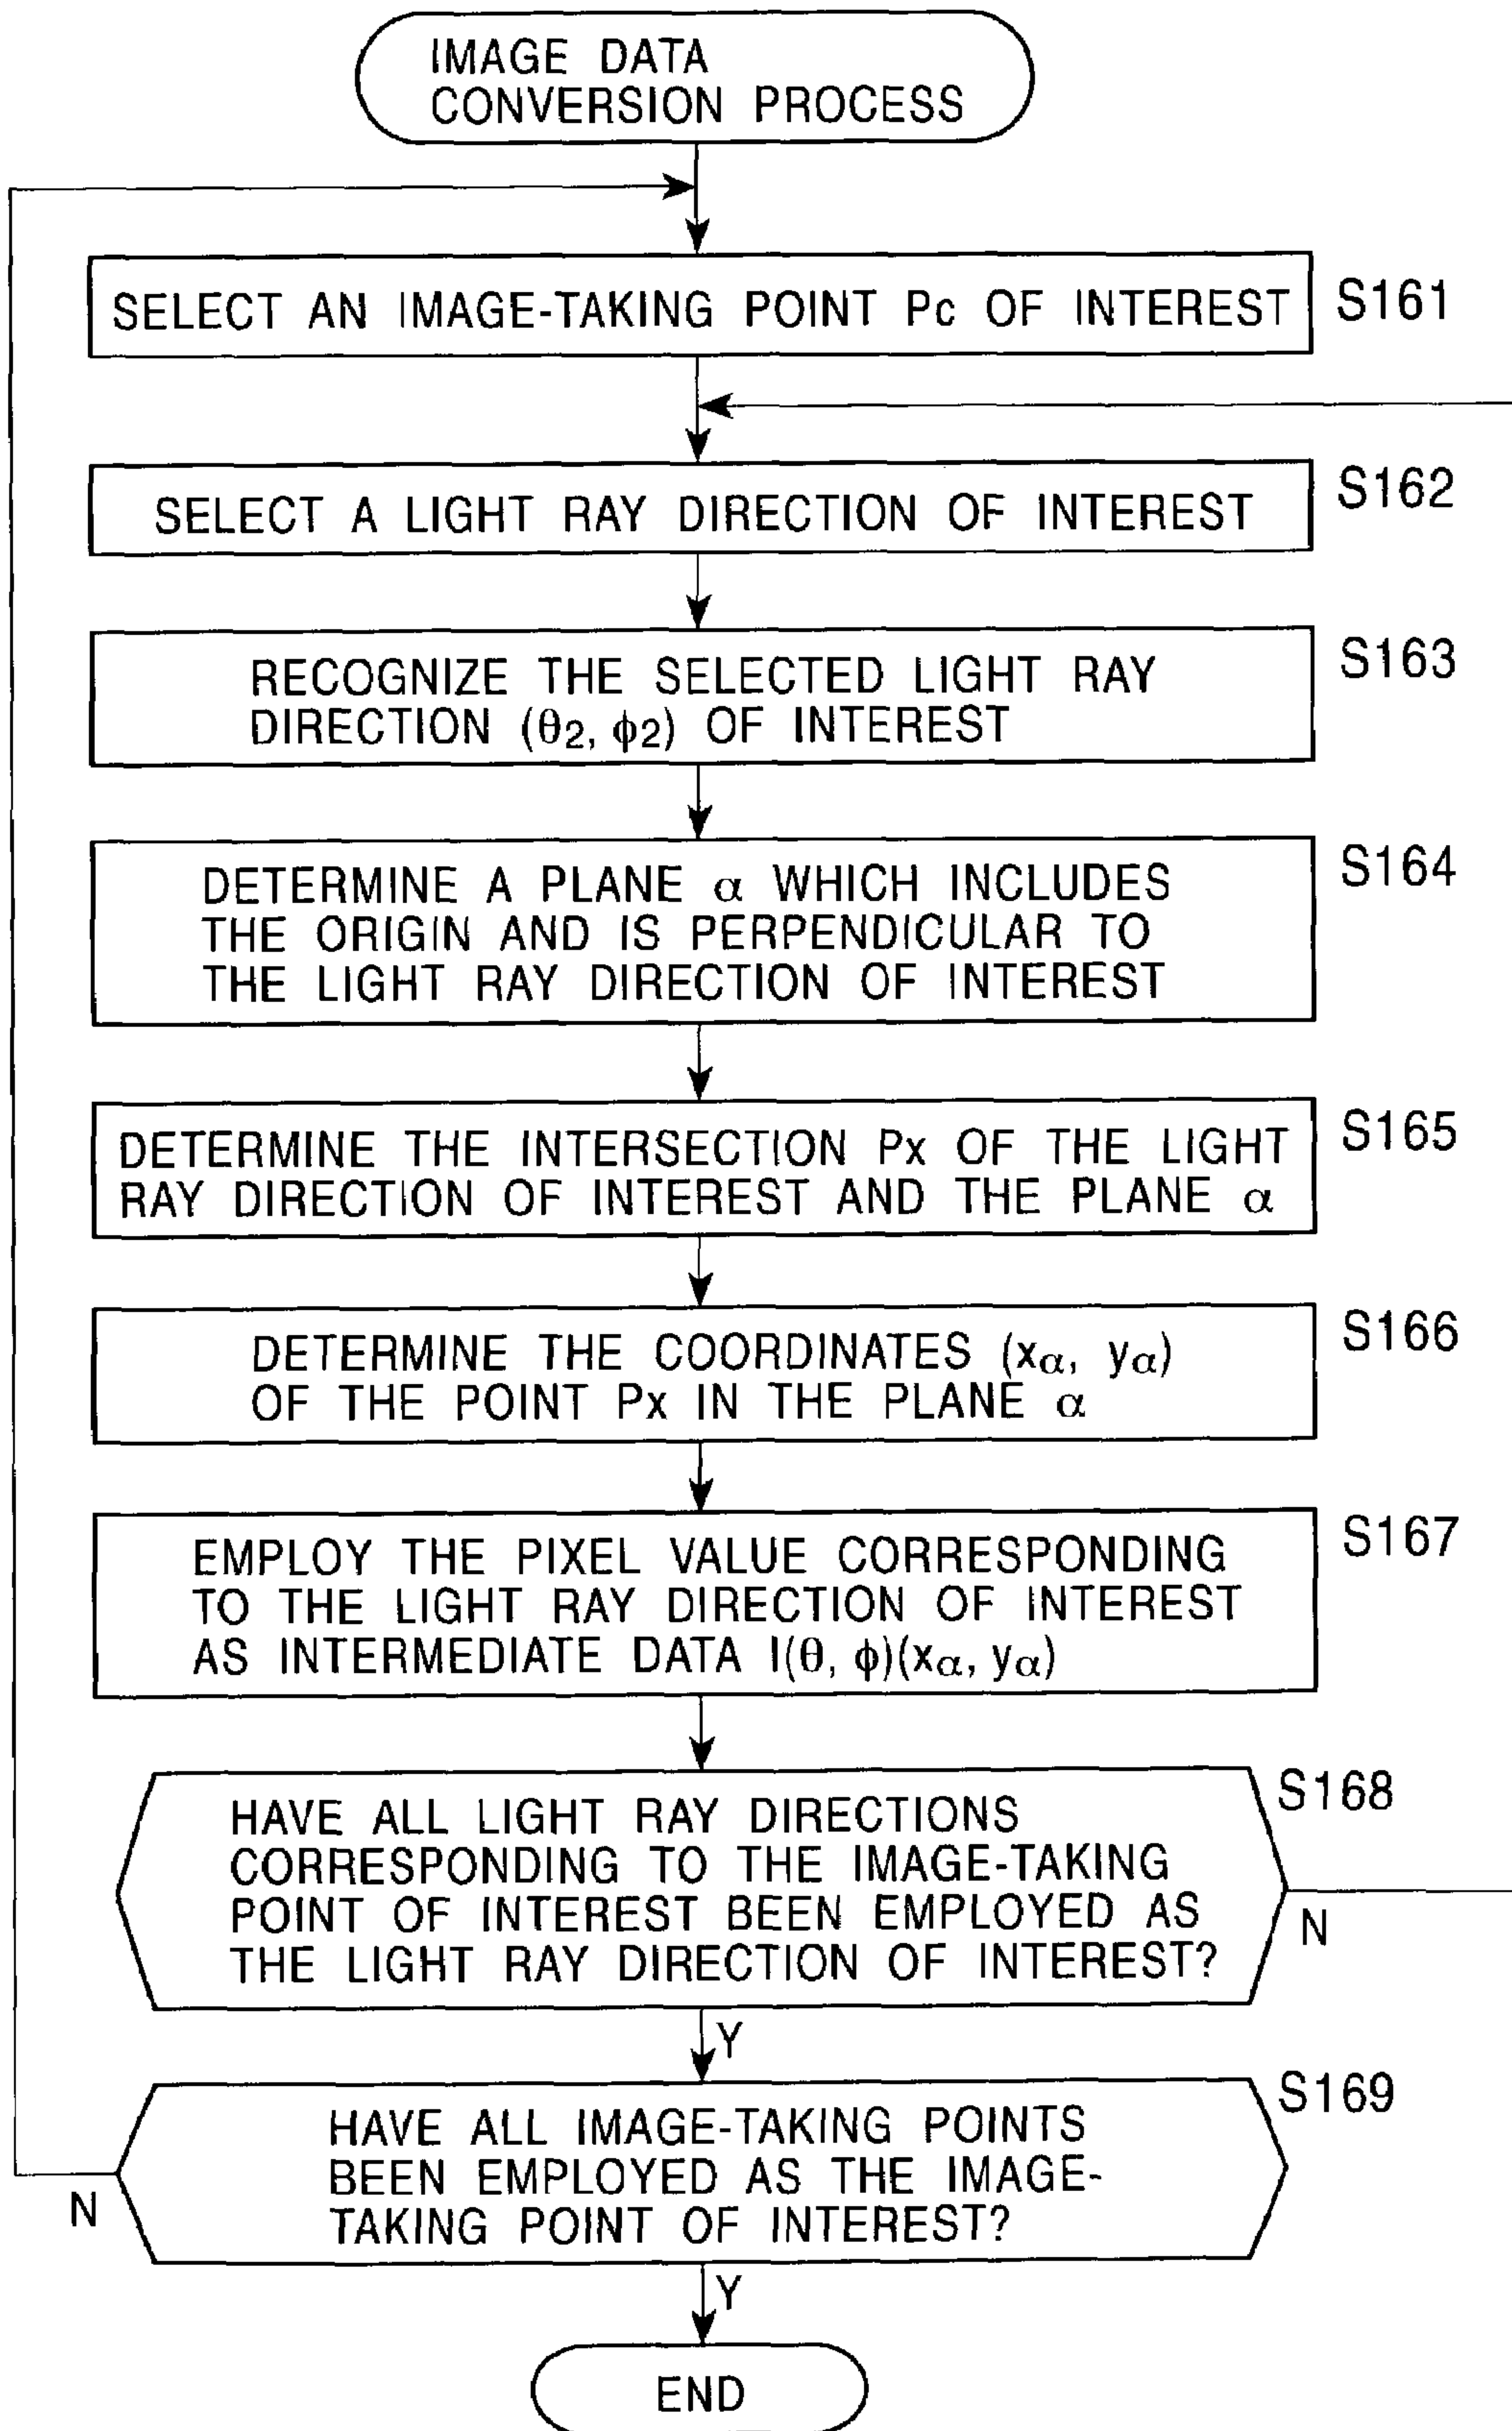 IMAGE DATA
CONVERSION PROCESS
SELECT AN IMAGE-TAKING POINT Pc OF INTEREST
S161
SELECT A LIGHT RAY DIRECTION OF INTEREST
S162
RECOGNIZE THE SELECTED LIGHT RAY
DIRECTION (θ2, φ2) OF INTEREST
S163
DETERMINE A PLANE α WHICH INCLUDES
THE ORIGIN AND IS PERPENDICULAR TO
THE LIGHT RAY DIRECTION OF INTEREST
S164
DETERMINE THE INTERSECTION Px OF THE LIGHT
RAY DIRECTION OF INTEREST AND THE PLANE α
S165
DETERMINE THE COORDINATES (xα, yα)
OF THE POINT Px IN THE PLANE α
S166
EMPLOY THE PIXEL VALUE CORRESPONDING
TO THE LIGHT RAY DIRECTION OF INTEREST
AS INTERMEDIATE DATA I(θ, φ)(xα, yα)
S167
HAVE ALL LIGHT RAY DIRECTIONS
CORRESPONDING TO THE IMAGE-TAKING
POINT OF INTEREST BEEN EMPLOYED AS
THE LIGHT RAY DIRECTION OF INTEREST?
S168
N
Y
HAVE ALL IMAGE-TAKING POINTS
BEEN EMPLOYED AS THE IMAGE-
TAKING POINT OF INTEREST?
S169
N
Y
END